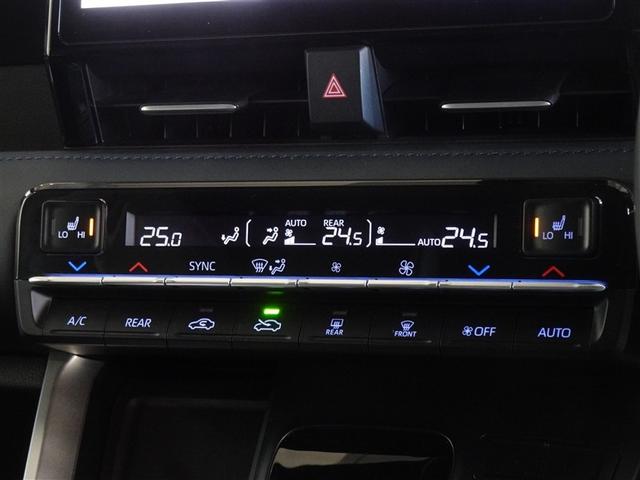 AUTO REAR
25.0 24.5 AUTO 24.5
LO HI LO HI
SYNC
A/C REAR REAR FRONT OFF AUTO